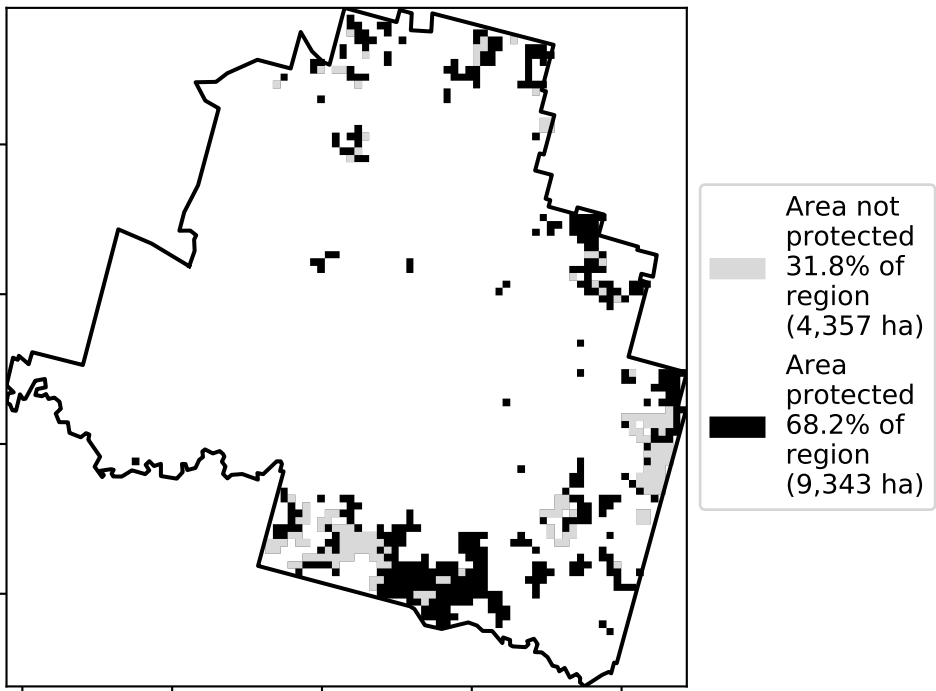 Area not
protected
31.8% of
region
(4,357 ha)
Area
protected
68.2% of
region
(9,343 ha)